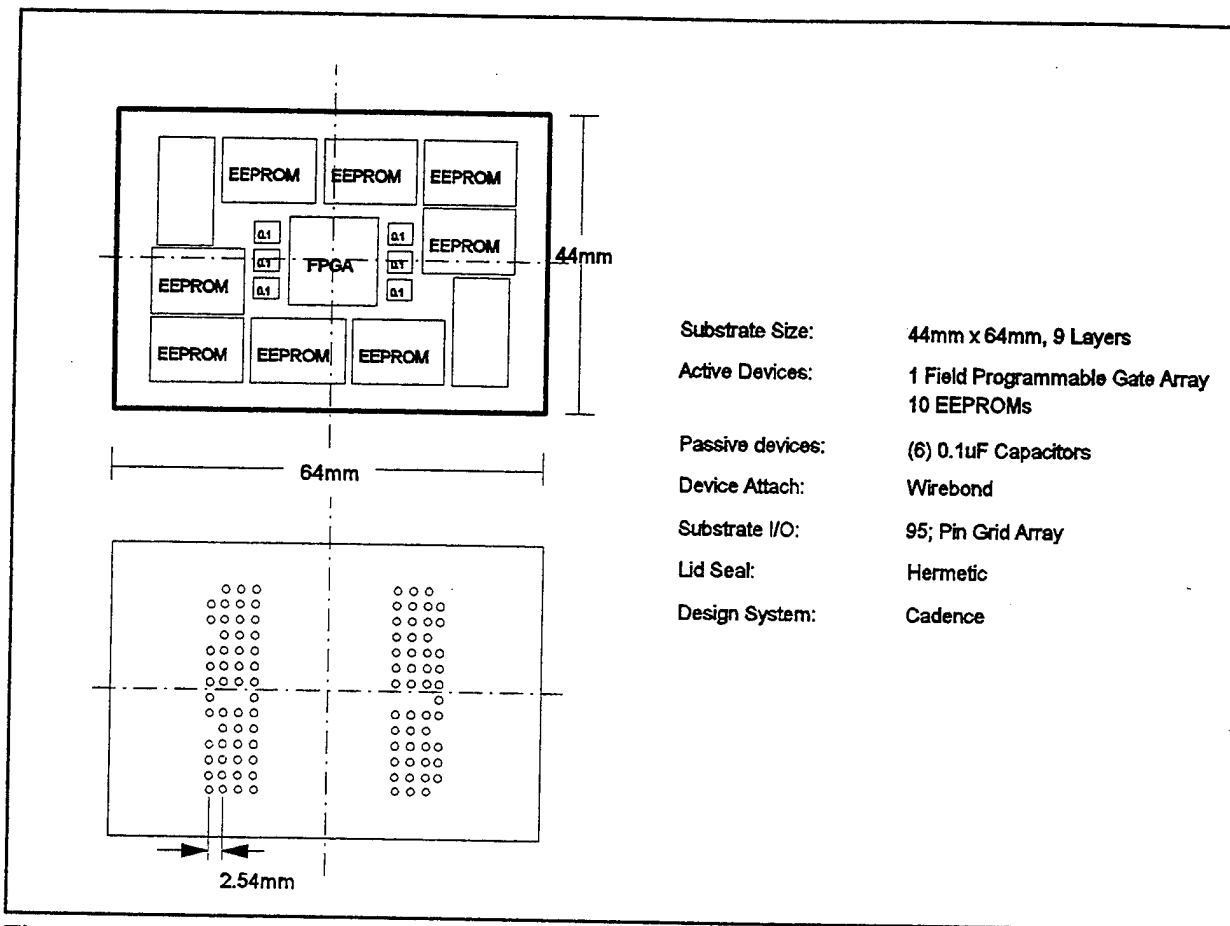 EEPROM EEPROM EEPROM
0.1 0.1
EEPROM
0.1 FPGA 0.1
44mm
EEPROM
0.1 0.1
EEPROM EEPROM EEPROM
64mm
2.54mm
Substrate Size: 44mm x 64mm, 9 Layers
Active Devices: 1 Field Programmable Gate Array
10 EEPROMs
Passive devices: (6) 0.1uF Capacitors
Device Attach: Wirebond
Substrate I/O: 95; Pin Grid Array
Lid Seal: Hermetic
Design System: Cadence